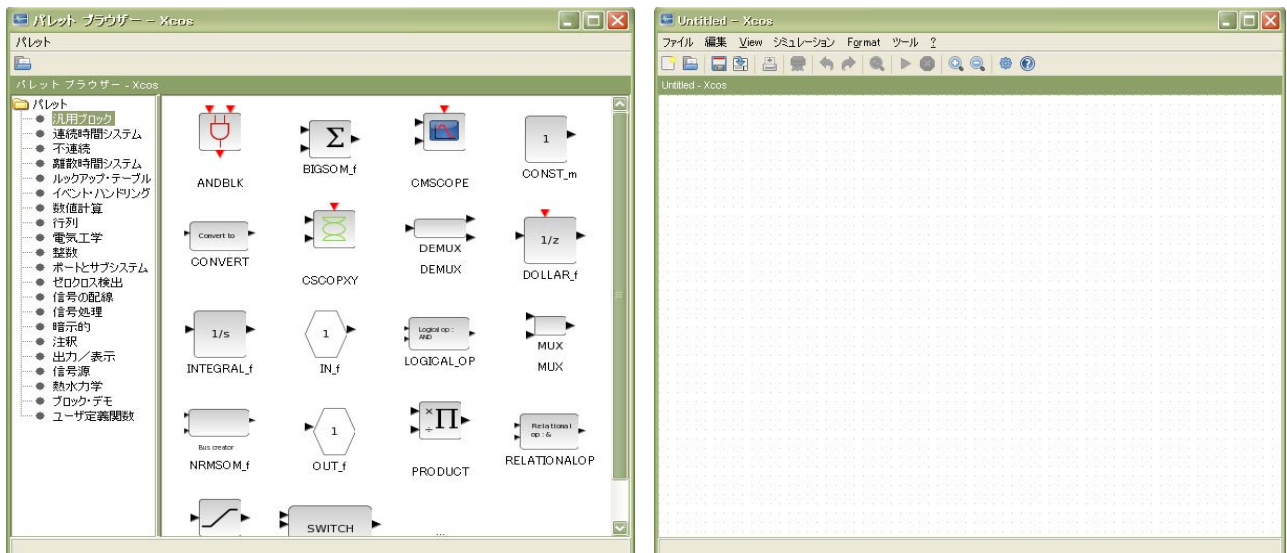 パレット ブラウザー - Xcos
パレット
パレット ブラウザー - Xcos
パレット
汎用ブロック
連続時間システム
不連続
離散時間システム
ルックアップ・テーブル
イベント・ハンドリング
数値計算
行列
電気工学
整数
ポートとサブシステム
ゼロクロス検出
信号の配線
信号処理
暗示的
注釈
出力／表示
信号源
熱水力学
ブロック・デモ
ユーザ定義関数
Σ
1
ANDBLK
BIGSOM_f
CMSCOPE
CONST_m
Convert to
1/z
CONVERT
CSCOPXY
DEMUX
DEMUX
DOLLAR_f
1/s
1
Logical op :
AND
MUX
INTEGRAL_f
IN_f
LOGICAL_OP
MUX
Bus creator
1
×
÷
Π
Relational
op : &
NRMSOM_f
OUT_f
PRODUCT
RELATIONALOP
SWITCH
Untitled - Xcos
ファイル 編集 View シミュレーション Format ツール ?
Untitled - Xcos